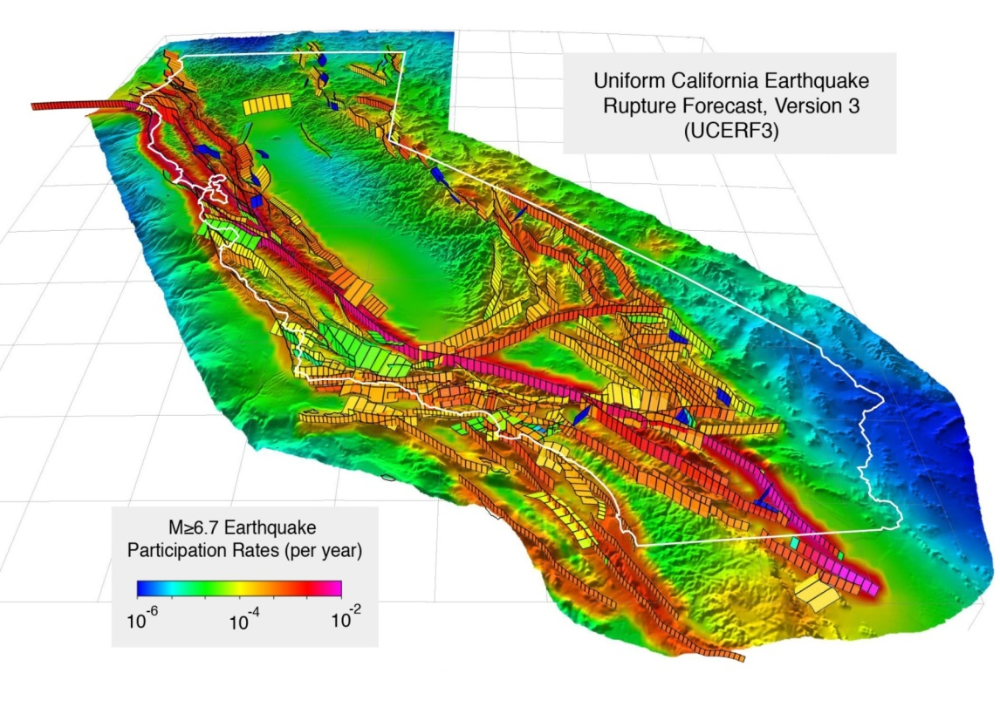 Uniform California Earthquake
Rupture Forecast, Version 3
(UCERF3)
M≥6.7 Earthquake
Participation Rates (per year)
10⁻⁶ 10⁻⁴ 10⁻²